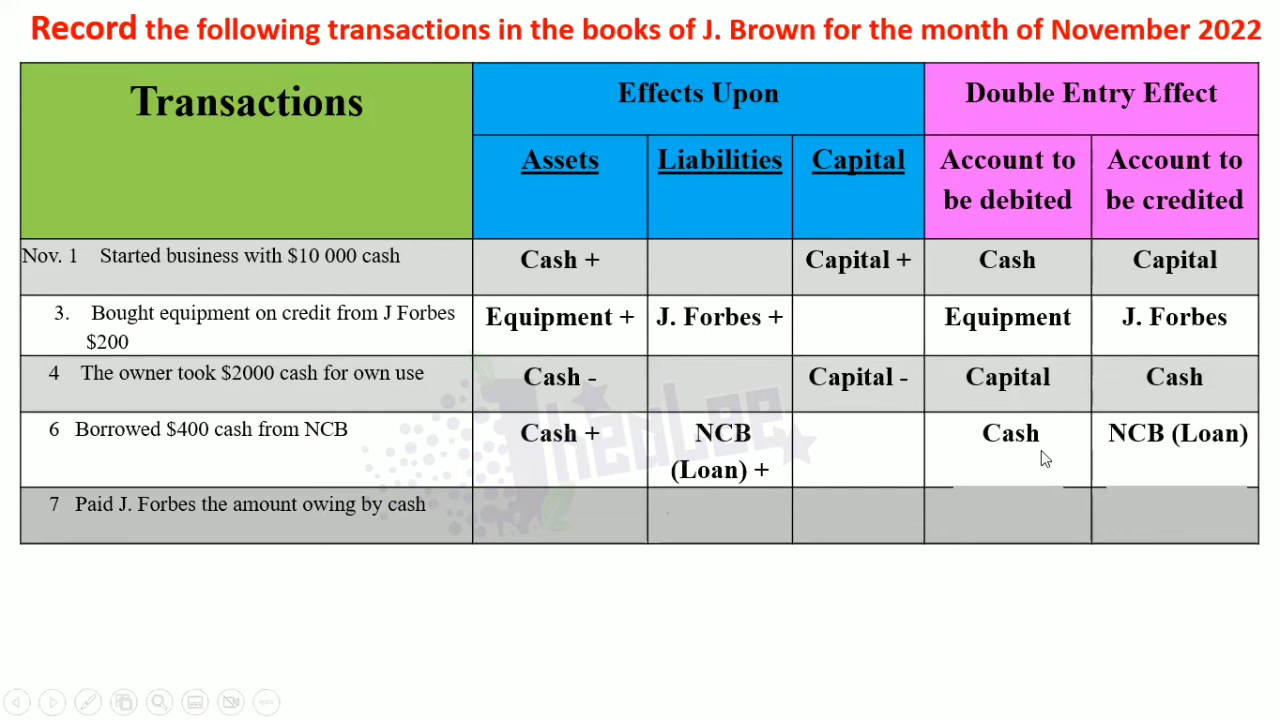 Record the following transactions in the books of J. Brown for the month of November 2022
Transactions
Effects Upon
Double Entry Effect
Assets
Liabilities
Capital
Account to
be debited
Account to
be credited
Nov. 1 Started business with $10 000 cash
Cash +
Capital +
Cash
Capital
3. Bought equipment on credit from J Forbes
$200
Equipment +
J. Forbes +
Equipment
J. Forbes
4 The owner took $2000 cash for own use
Cash -
Capital -
Capital
Cash
6 Borrowed $400 cash from NCB
Cash +
NCB
(Loan) +
Cash
NCB (Loan)
7 Paid J. Forbes the amount owing by cash